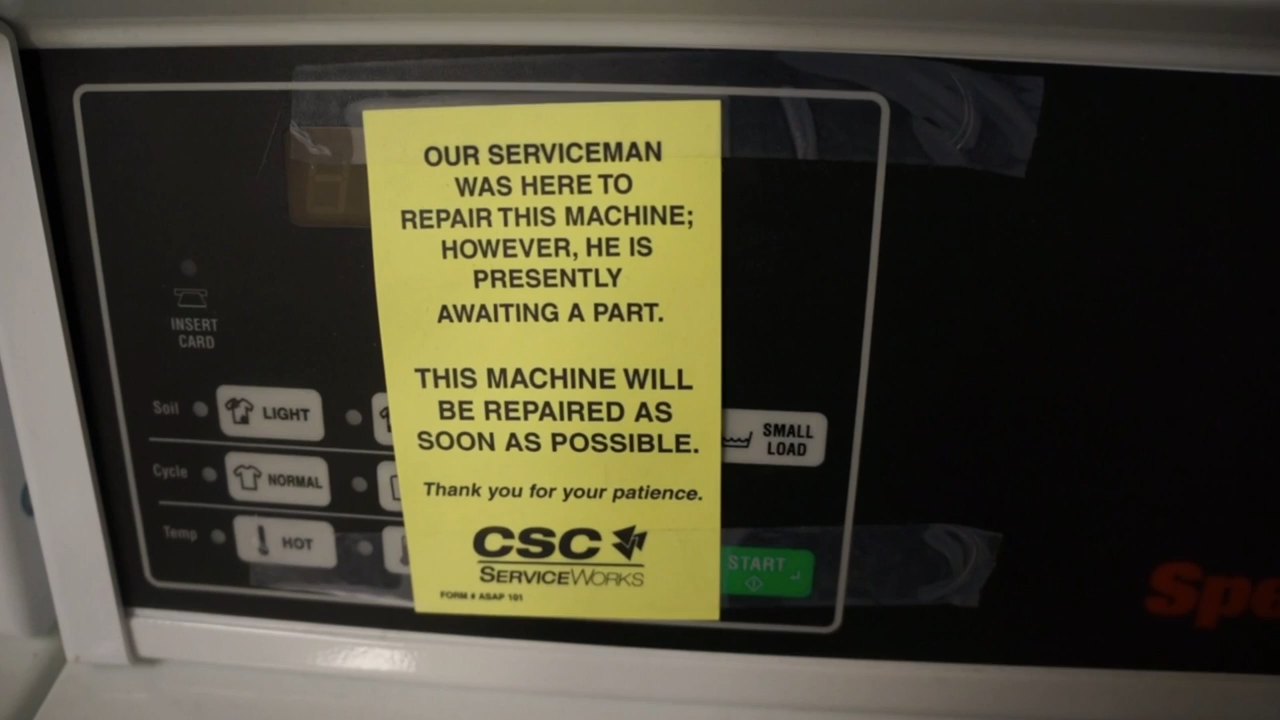 OUR SERVICEMAN
WAS HERE TO
REPAIR THIS MACHINE;
HOWEVER, HE IS
PRESENTLY
AWAITING A PART.
THIS MACHINE WILL
BE REPAIRED AS
SOON AS POSSIBLE.
Thank you for your patience.
CSC
SERVICEWORKS
FORM # ASAP 101
INSERT
CARD
Soil
LIGHT
Cycle
NORMAL
Temp
HOT
SMALL
LOAD
START
Spe